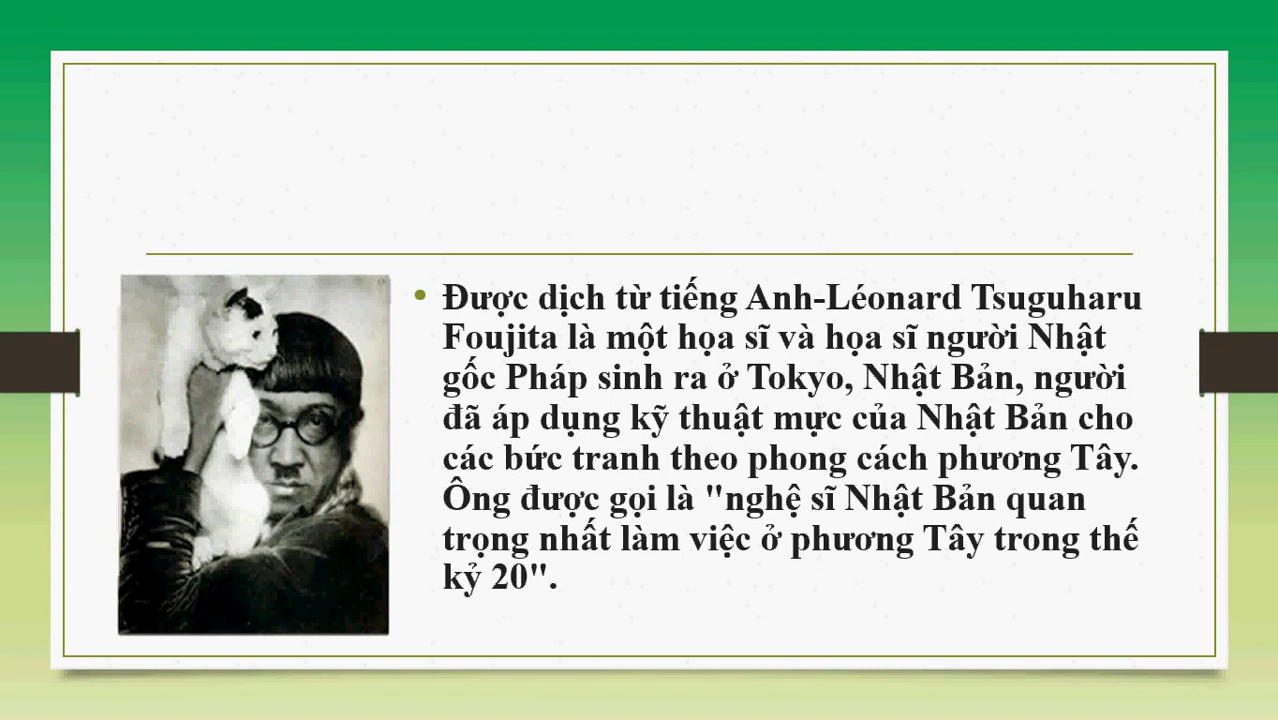 Được dịch từ tiếng Anh-Léonard Tsuguharu
Foujita là một họa sĩ và họa sĩ người Nhật
gốc Pháp sinh ra ở Tokyo, Nhật Bản, người
đã áp dụng kỹ thuật mực của Nhật Bản cho
các bức tranh theo phong cách phương Tây.
Ông được gọi là "nghệ sĩ Nhật Bản quan
trọng nhất làm việc ở phương Tây trong thế
kỷ 20".